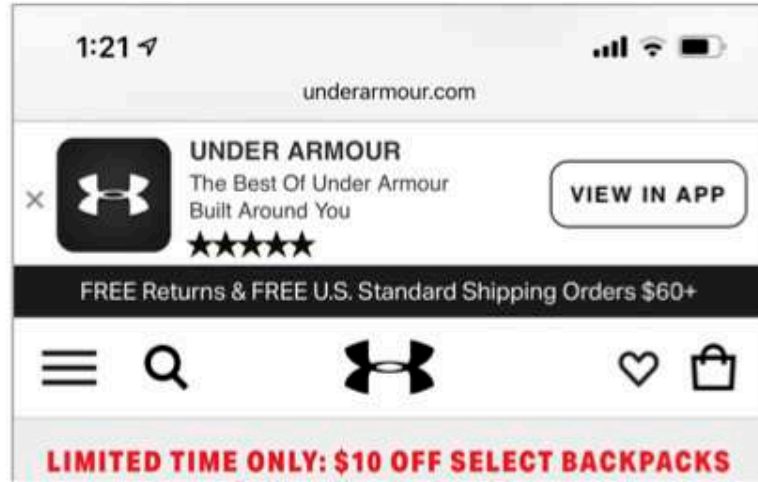 1:21
underarmour.com
UNDER ARMOUR
The Best Of Under Armour
Built Around You
VIEW IN APP
FREE Returns & FREE U.S. Standard Shipping Orders $60+
LIMITED TIME ONLY: $10 OFF SELECT BACKPACKS